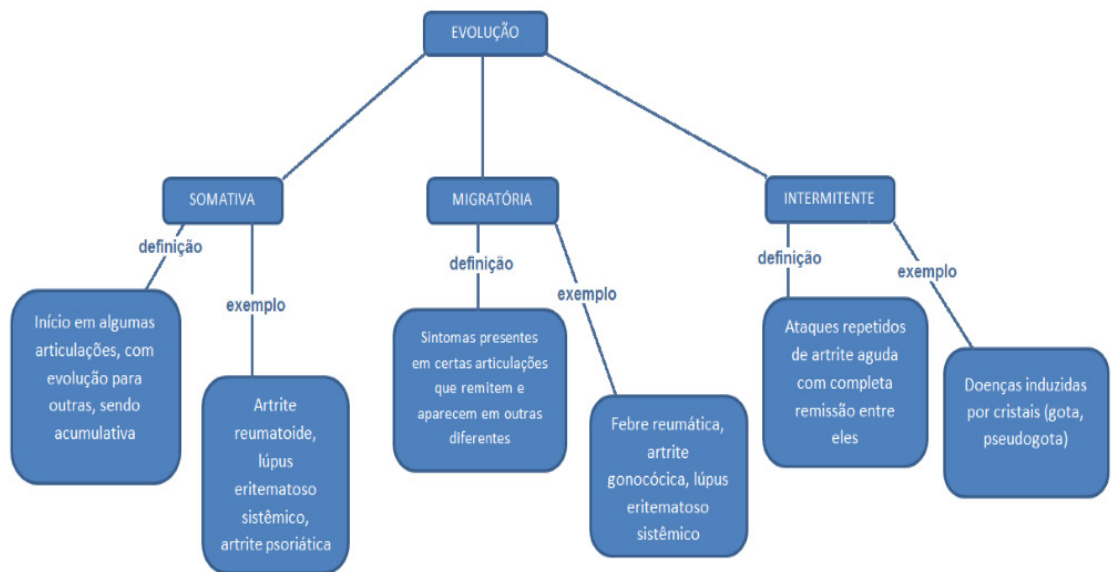 EVOLUÇÃO
SOMATIVA
definição
Início em algumas
articulações, com
evolução para
outras, sendo
acumulativa
exemplo
Artrite
reumatoide,
lúpus
eritematoso
sistêmico,
artrite psoriática
MIGRATÓRIA
definição
Sintomas presentes
em certas articulações
que remitem e
aparecem em outras
diferentes
exemplo
Febre reumática,
artrite
gonocócica, lúpus
eritematoso
sistêmico
INTERMITENTE
definição
Ataques repetidos
de artrite aguda
com completa
remissão entre
eles
exemplo
Doenças induzidas
por cristais (gota,
pseudogota)